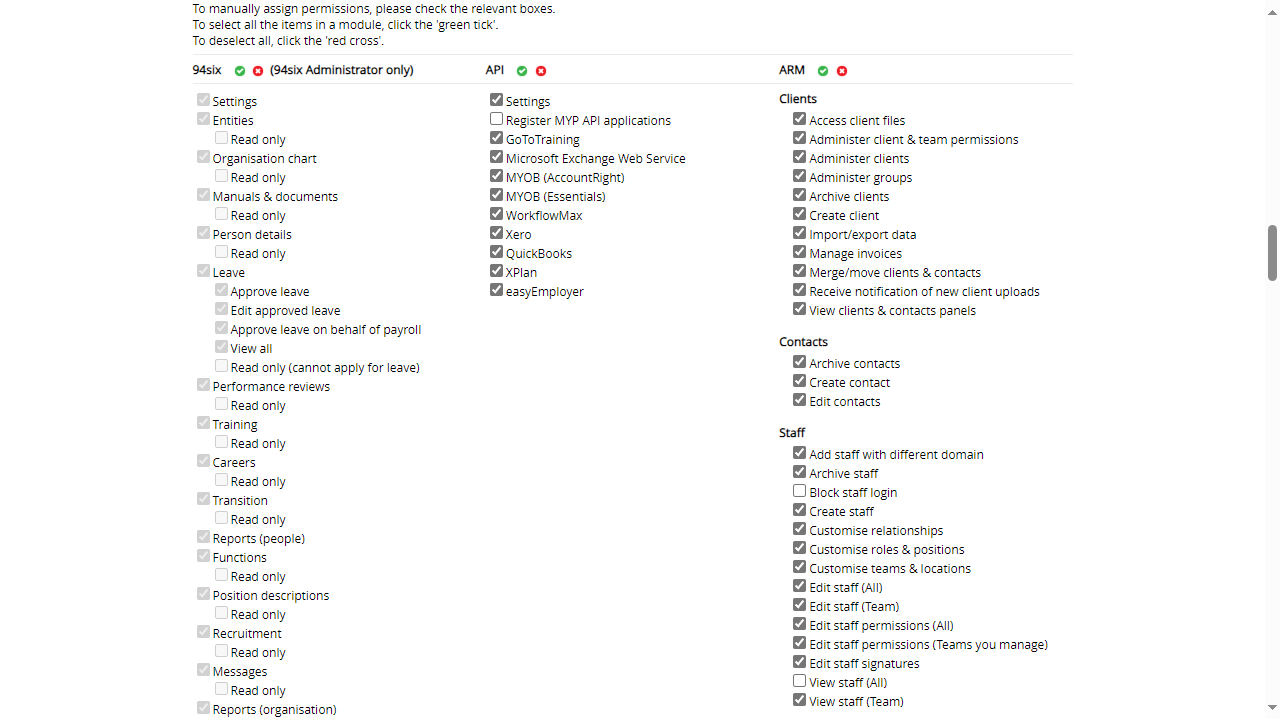 To manually assign permissions, please check the relevant boxes.
To select all the items in a module, click the 'green tick'.
To deselect all, click the 'red cross'.
94six (94six Administrator only)
Settings
Entities
Read only
Organisation chart
Read only
Manuals & documents
Read only
Person details
Read only
Leave
Approve leave
Edit approved leave
Approve leave on behalf of payroll
View all
Read only (cannot apply for leave)
Performance reviews
Read only
Training
Read only
Careers
Read only
Transition
Read only
Reports (people)
Functions
Read only
Position descriptions
Read only
Recruitment
Read only
Messages
Read only
Reports (organisation)
API
Settings
Register MYP API applications
GoToTraining
Microsoft Exchange Web Service
MYOB (AccountRight)
MYOB (Essentials)
WorkflowMax
Xero
QuickBooks
XPlan
easyEmployer
ARM
Clients
Access client files
Administer client & team permissions
Administer clients
Administer groups
Archive clients
Create client
Import/export data
Manage invoices
Merge/move clients & contacts
Receive notification of new client uploads
View clients & contacts panels
Contacts
Archive contacts
Create contact
Edit contacts
Staff
Add staff with different domain
Archive staff
Block staff login
Create staff
Customise relationships
Customise roles & positions
Customise teams & locations
Edit staff (All)
Edit staff (Team)
Edit staff permissions (All)
Edit staff permissions (Teams you manage)
Edit staff signatures
View staff (All)
View staff (Team)